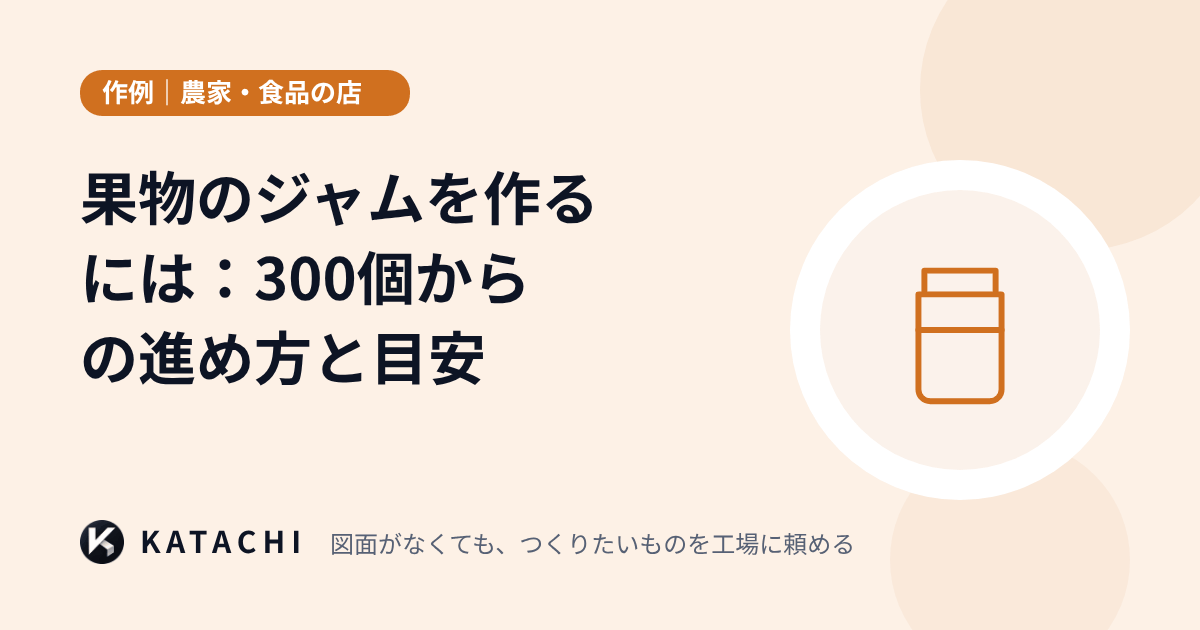 作例｜農家・食品の店
果物のジャムを作る
には：300個から
の進め方と目安
KATACHI 図面がなくても、つくりたいものを工場に頼める